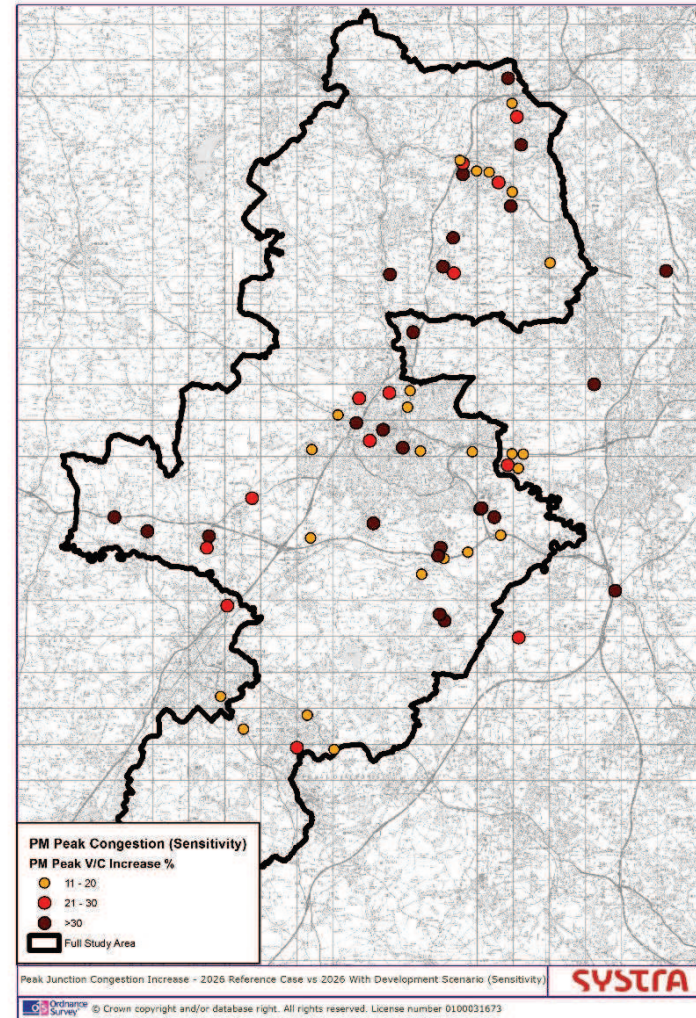 PM Peak Congestion (Sensitivity)
PM Peak V/C Increase %
11 - 20
21 - 30
>30
Full Study Area
Peak Junction Congestion Increase - 2026 Reference Case vs 2026 With Development Scenario (Sensitivity)
SYSTRA
OS Ordnance Survey © Crown copyright and/or database right. All rights reserved. License number 0100031673